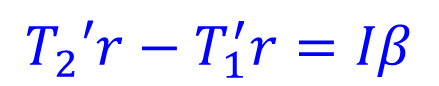 T₂′r − T₁′r = Iβ